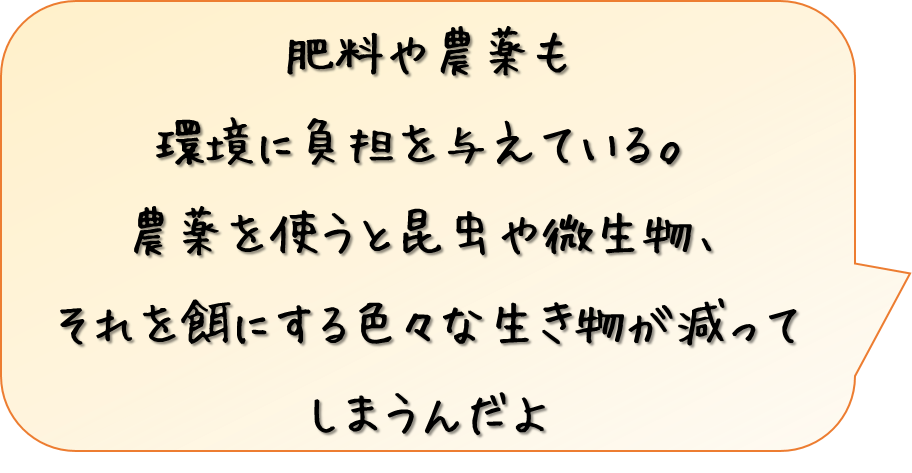 肥料や農薬も
環境に負担を与えている。
農薬を使うと昆虫や微生物、
それを餌にする色々な生き物が減って
しまうんだよ